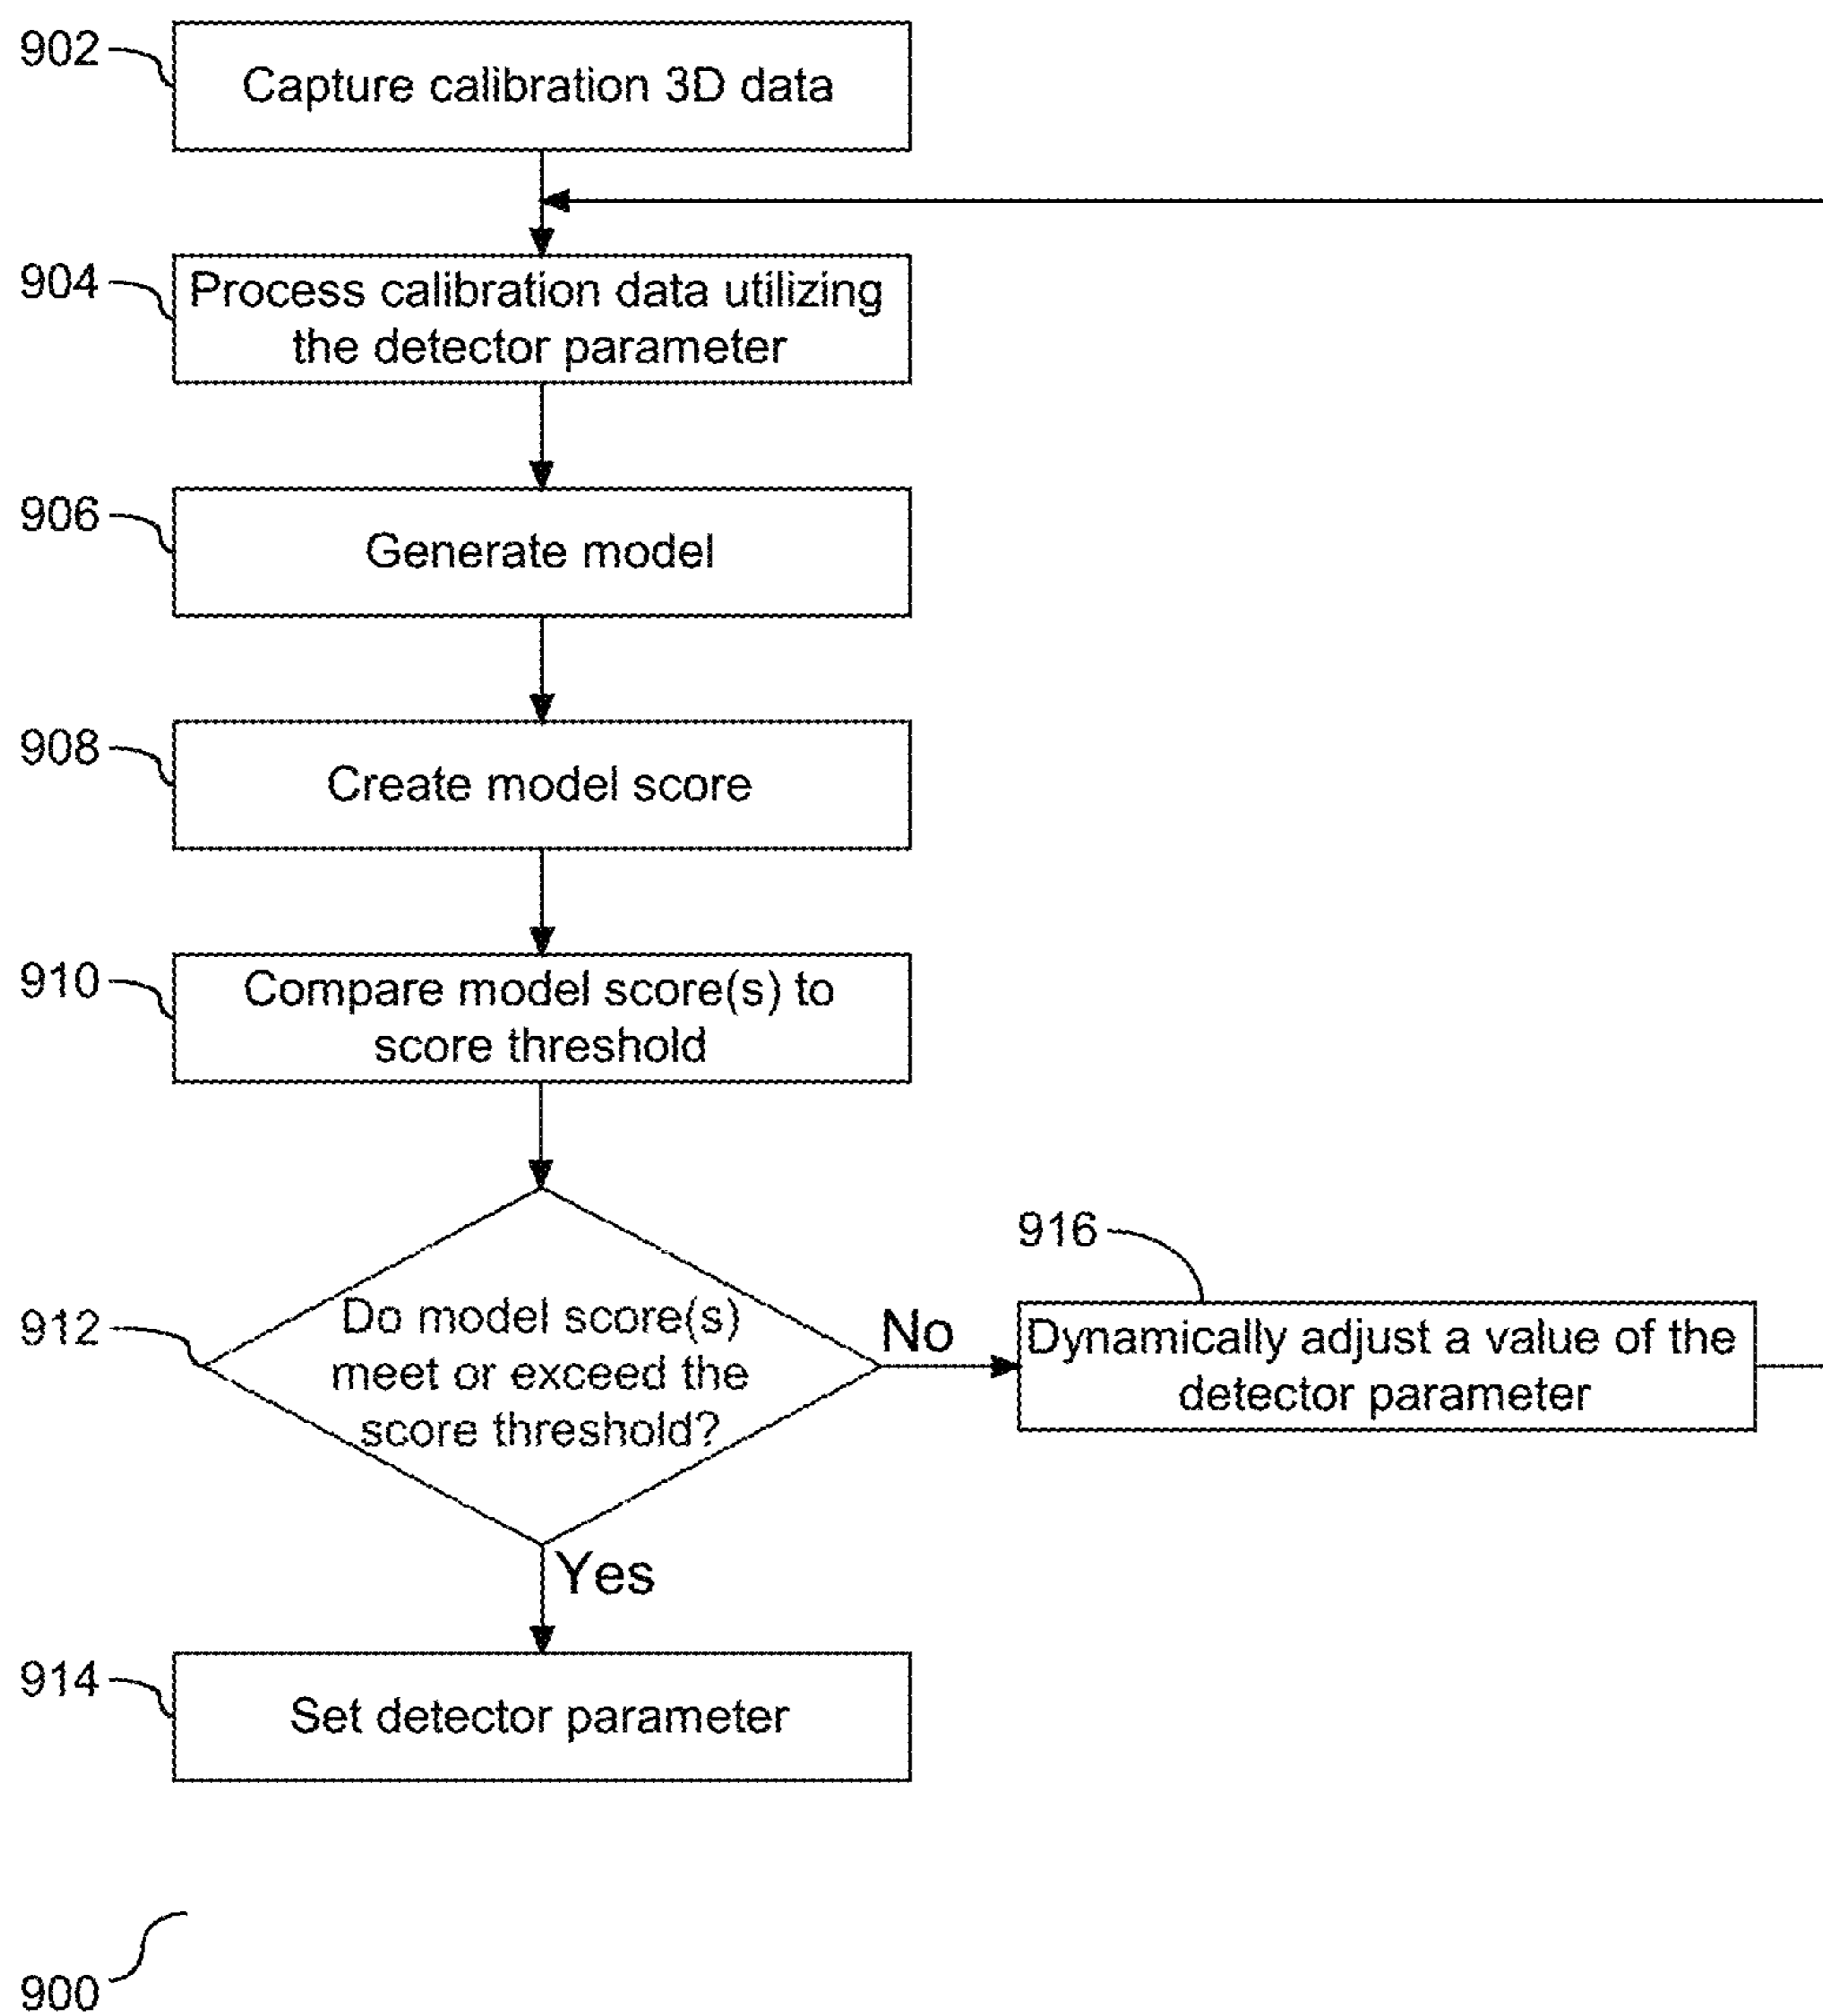 902
Capture calibration 3D data
904
Process calibration data utilizing
the detector parameter
906
Generate model
908
Create model score
910
Compare model score(s) to
score threshold
912
Do model score(s)
meet or exceed the
score threshold?
No
916
Dynamically adjust a value of the
detector parameter
Yes
914
Set detector parameter
900